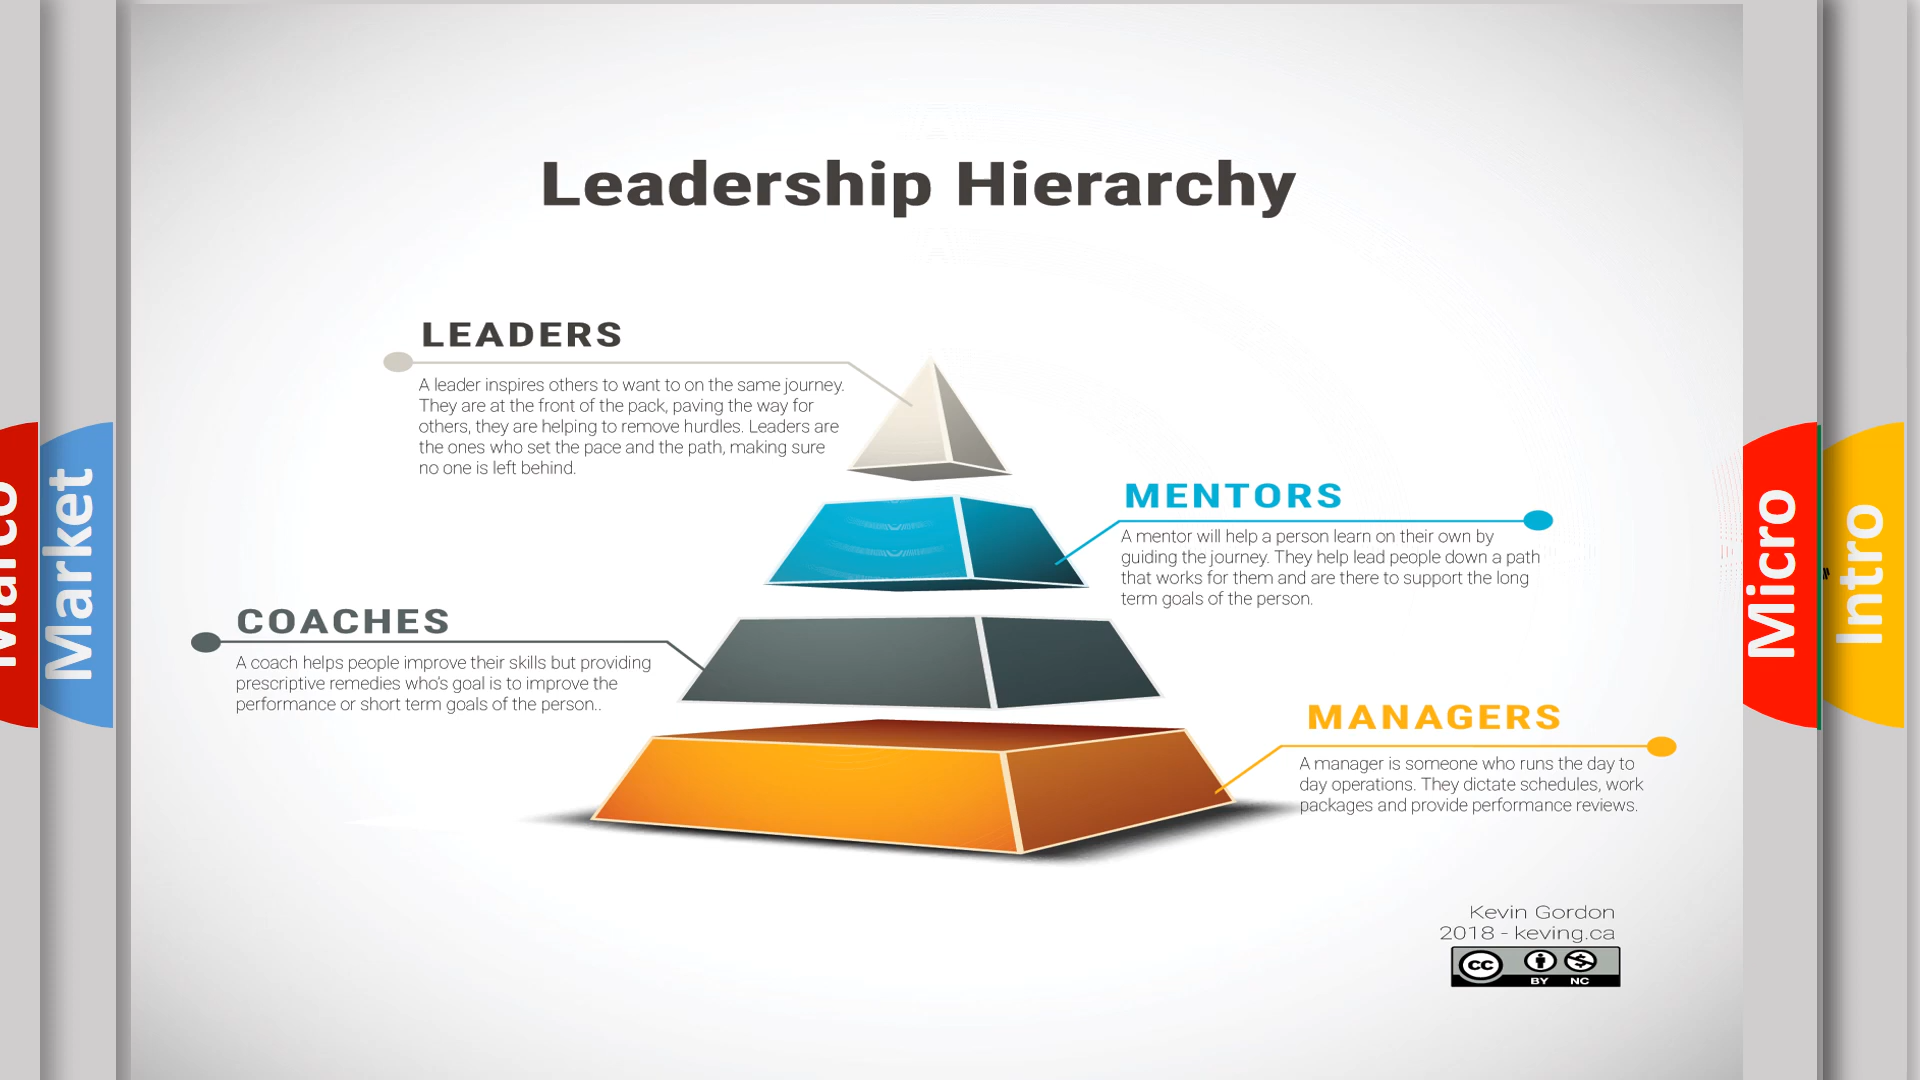 Leadership Hierarchy
LEADERS
A leader inspires others to want to on the same journey.
They are at the front of the pack, paving the way for
others, they are helping to remove hurdles. Leaders are
the ones who set the pace and the path, making sure
no one is left behind.
MENTORS
A mentor will help a person learn on their own by
guiding the journey. They help lead people down a path
that works for them and are there to support the long
term goals of the person.
COACHES
A coach helps people improve their skills but providing
prescriptive remedies who's goal is to improve the
performance or short term goals of the person..
MANAGERS
A manager is someone who runs the day to
day operations. They dictate schedules, work
packages and provide performance reviews.
Kevin Gordon
2018 - keving.ca
cc
BY NC
Market
Micro
Intro